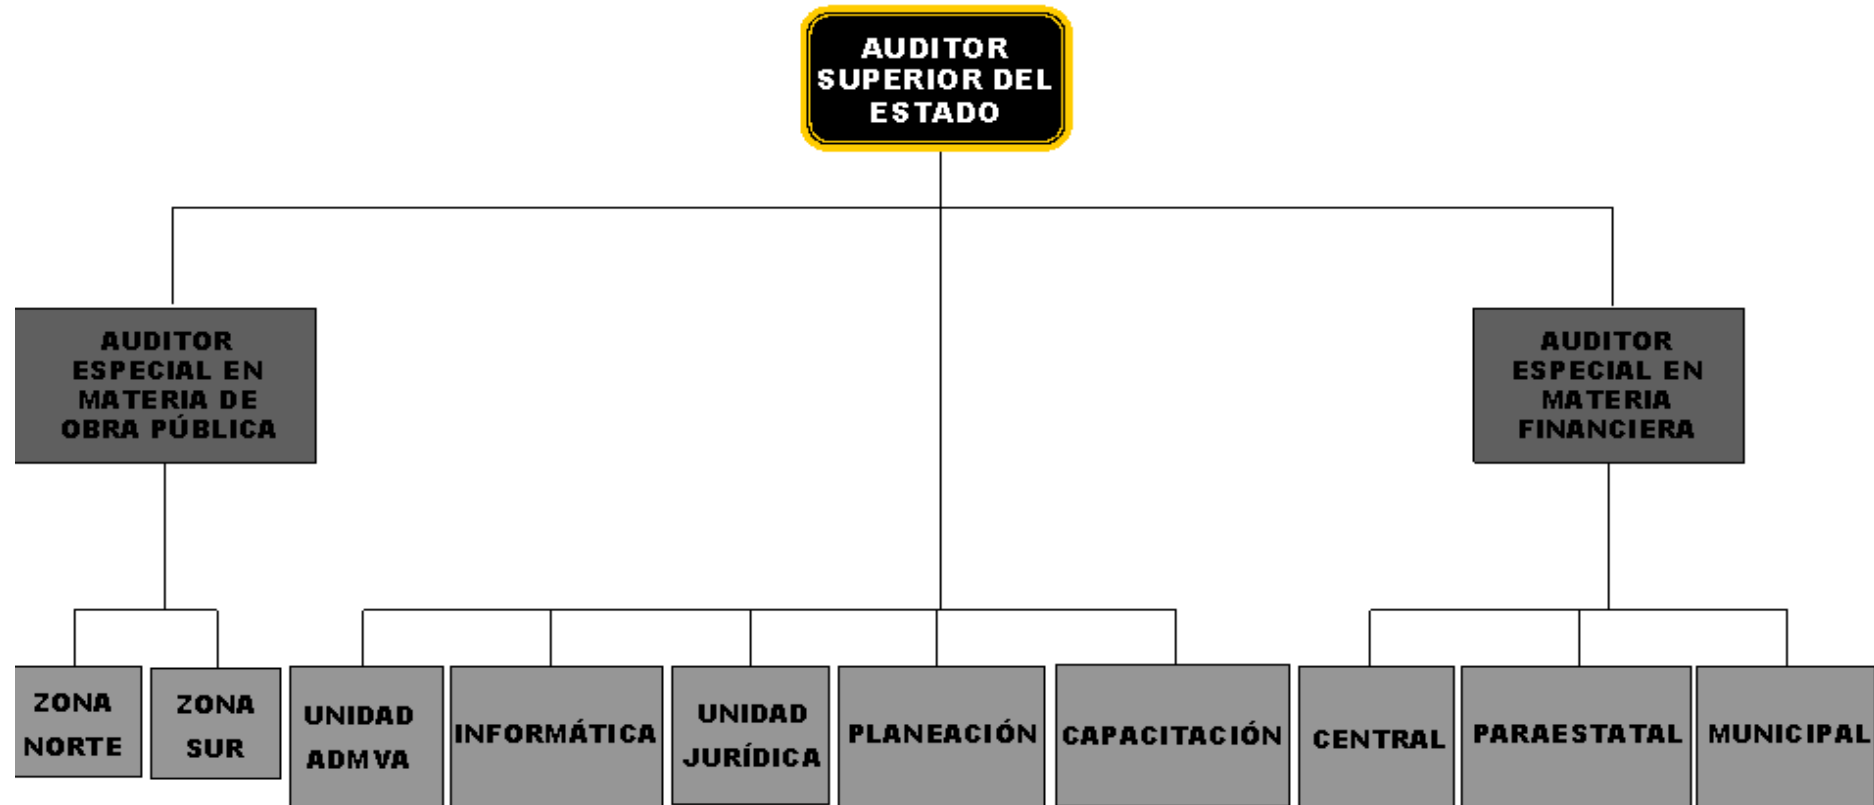 AUDITOR
SUPERIOR DEL
ESTADO
AUDITOR
ESPECIAL EN
MATERIA DE
OBRA PÚBLICA
AUDITOR
ESPECIAL EN
MATERIA
FINANCIERA
ZONA
NORTE
ZONA
SUR
UNIDAD
ADMVA
INFORMÁTICA
UNIDAD
JURÍDICA
PLANEACIÓN
CAPACITACIÓN
CENTRAL
PARAESTATAL
MUNICIPAL